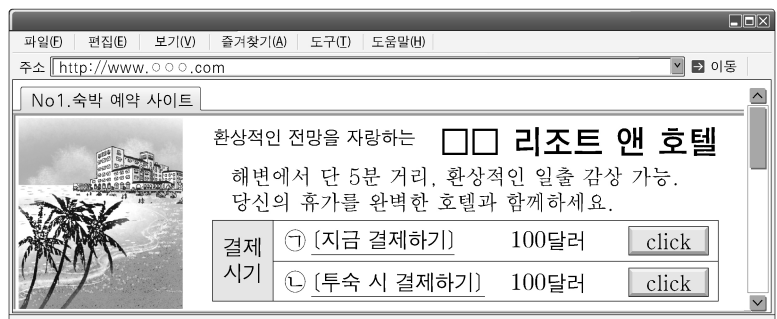 파일(F) 편집(E) 보기(V) 즐겨찾기(A) 도구(T) 도움말(H)
주소 http://www.○○○.com 이동
No1.숙박 예약 사이트
환상적인 전망을 자랑하는 □□ 리조트 앤 호텔
해변에서 단 5분 거리, 환상적인 일출 감상 가능.
당신의 휴가를 완벽한 호텔과 함께하세요.
결제 시기
㉠ [지금 결제하기] 100달러 click
㉡ [투숙 시 결제하기] 100달러 click